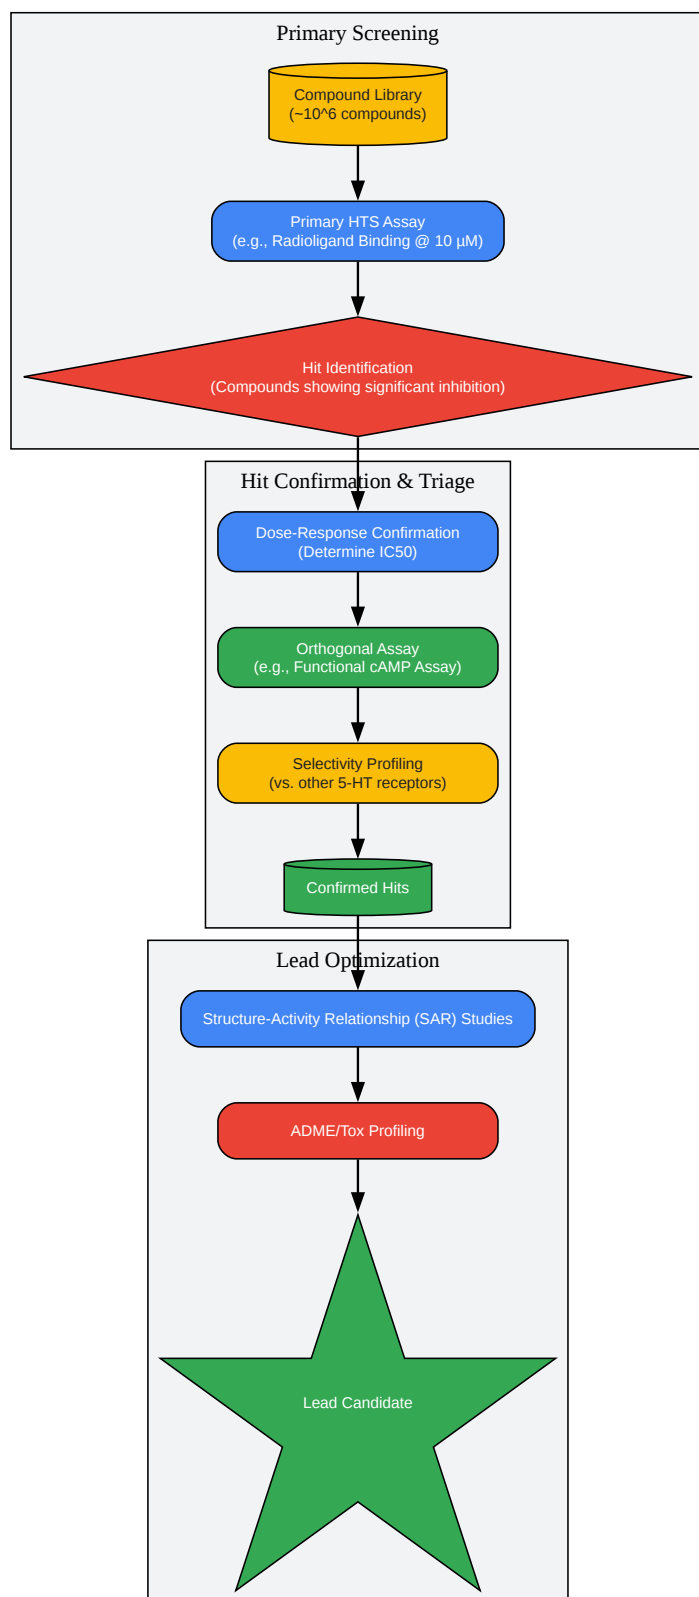 Primary Screening
Compound Library
(~10^6 compounds)
Primary HTS Assay
(e.g., Radioligand Binding @ 10 µM)
Hit Identification
(Compounds showing significant inhibition)
Hit Confirmation & Triage
Dose-Response Confirmation
(Determine IC50)
Orthogonal Assay
(e.g., Functional cAMP Assay)
Selectivity Profiling
(vs. other 5-HT receptors)
Confirmed Hits
Lead Optimization
Structure-Activity Relationship (SAR) Studies
ADME/Tox Profiling
Lead Candidate